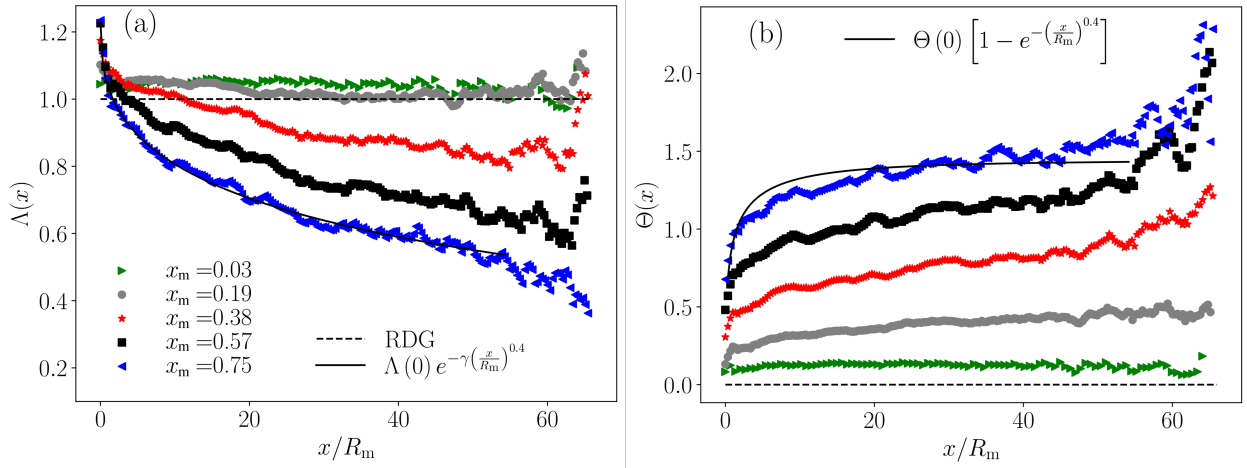 (a)
1.2
1.0
0.8
0.6
0.4
0.2
Λ(x)
x_m =0.03
x_m =0.19
x_m =0.38
x_m =0.57
x_m =0.75
RDG
Λ (0) e^{-γ(x/R_m)^{0.4}}
0 20 40 60
x/R_m
(b)
Θ (0) [1 − e^{-(x/R_m)^{0.4}}]
2.0
1.5
1.0
0.5
0.0
Θ(x)
0 20 40 60
x/R_m